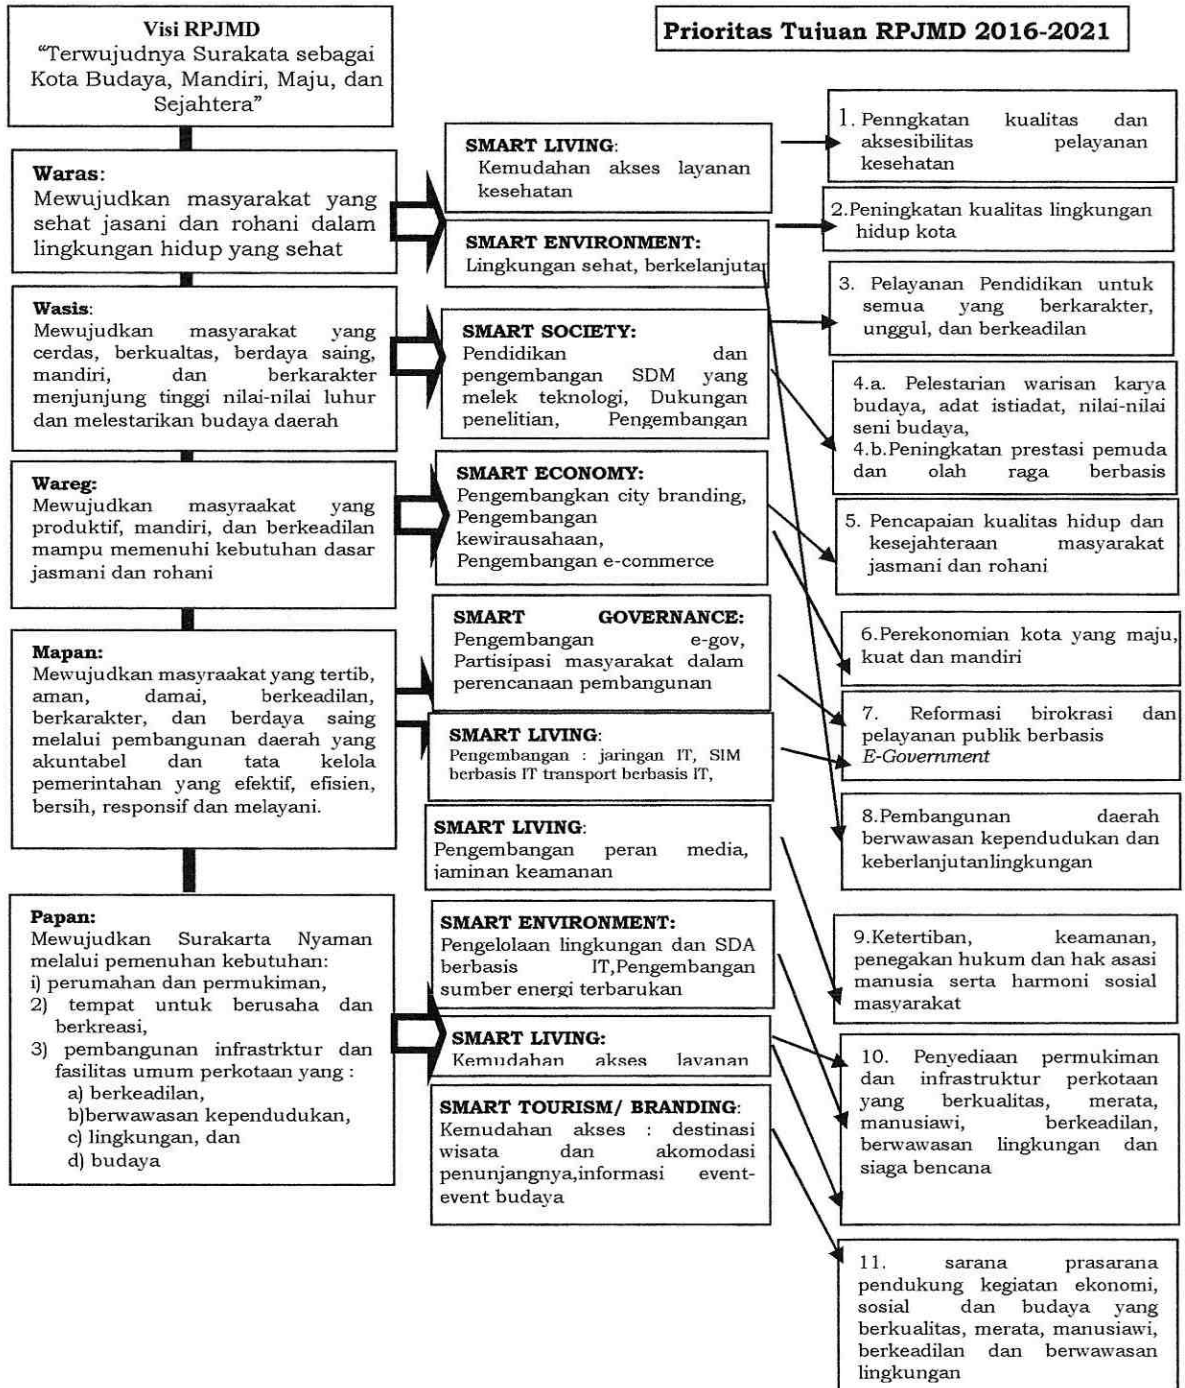 Visi RPJMD
“Terwujudnya Surakata sebagai
Kota Budaya, Mandiri, Maju, dan
Sejahtera”
Waras:
Mewujudkan masyarakat yang
sehat jasani dan rohani dalam
lingkungan hidup yang sehat
Wasis:
Mewujudkan masyarakat yang
cerdas, berkualtas, berdaya saing,
mandiri, dan berkarakter
menjunjung tinggi nilai-nilai luhur
dan melestarikan budaya daerah
Wareg:
Mewujudkan masyraakat yang
produktif, mandiri, dan berkeadilan
mampu memenuhi kebutuhan dasar
jasmani dan rohani
Mapan:
Mewujudkan masyraakat yang tertib,
aman, damai, berkeadilan,
berkarakter, dan berdaya saing
melalui pembangunan daerah yang
akuntabel dan tata kelola
pemerintahan yang efektif, efisien,
bersih, responsif dan melayani.
Papan:
Mewujudkan Surakarta Nyaman
melalui pemenuhan kebutuhan:
i) perumahan dan permukiman,
2) tempat untuk berusaha dan
berkreasi,
3) pembangunan infrastrktur dan
fasilitas umum perkotaan yang :
a) berkeadilan,
b)berwawasan kependudukan,
c) lingkungan, dan
d) budaya
SMART LIVING:
Kemudahan akses layanan
kesehatan
SMART ENVIRONMENT:
Lingkungan sehat, berkelanjutan
SMART SOCIETY:
Pendidikan dan
pengembangan SDM yang
melek teknologi, Dukungan
penelitian, Pengembangan
SMART ECONOMY:
Pengembangkan city branding,
Pengembangan
kewirausahaan,
Pengembangan e-commerce
SMART GOVERNANCE:
Pengembangan e-gov,
Partisipasi masyarakat dalam
perencanaan pembangunan
SMART LIVING:
Pengembangan : jaringan IT, SIM
berbasis IT transport berbasis IT,
SMART LIVING:
Pengembangan peran media,
jaminan keamanan
SMART ENVIRONMENT:
Pengelolaan lingkungan dan SDA
berbasis IT,Pengembangan
sumber energi terbarukan
SMART LIVING:
Kemudahan akses layanan
SMART TOURISM/ BRANDING:
Kemudahan akses : destinasi
wisata dan akomodasi
penunjangnya,informasi event-
event budaya
Prioritas Tujuan RPJMD 2016-2021
1. Penngkatan kualitas dan
aksesibilitas pelayanan
kesehatan
2.Peningkatan kualitas lingkungan
hidup kota
3. Pelayanan Pendidikan untuk
semua yang berkarakter,
unggul, dan berkeadilan
4.a. Pelestarian warisan karya
budaya, adat istiadat, nilai-nilai
seni budaya,
4.b.Peningkatan prestasi pemuda
dan olah raga berbasis
5. Pencapaian kualitas hidup dan
kesejahteraan masyarakat
jasmani dan rohani
6.Perekonomian kota yang maju,
kuat dan mandiri
7. Reformasi birokrasi dan
pelayanan publik berbasis
E-Government
8.Pembangunan daerah
berwawasan kependudukan dan
keberlanjutanlingkungan
9.Ketertiban, keamanan,
penegakan hukum dan hak asasi
manusia serta harmoni sosial
masyarakat
10. Penyediaan permukiman
dan infrastruktur perkotaan
yang berkualitas, merata,
manusiawi, berkeadilan,
berwawasan lingkungan dan
siaga bencana
11. sarana prasarana
pendukung kegiatan ekonomi,
sosial dan budaya yang
berkualitas, merata, manusiawi,
berkeadilan dan berwawasan
lingkungan